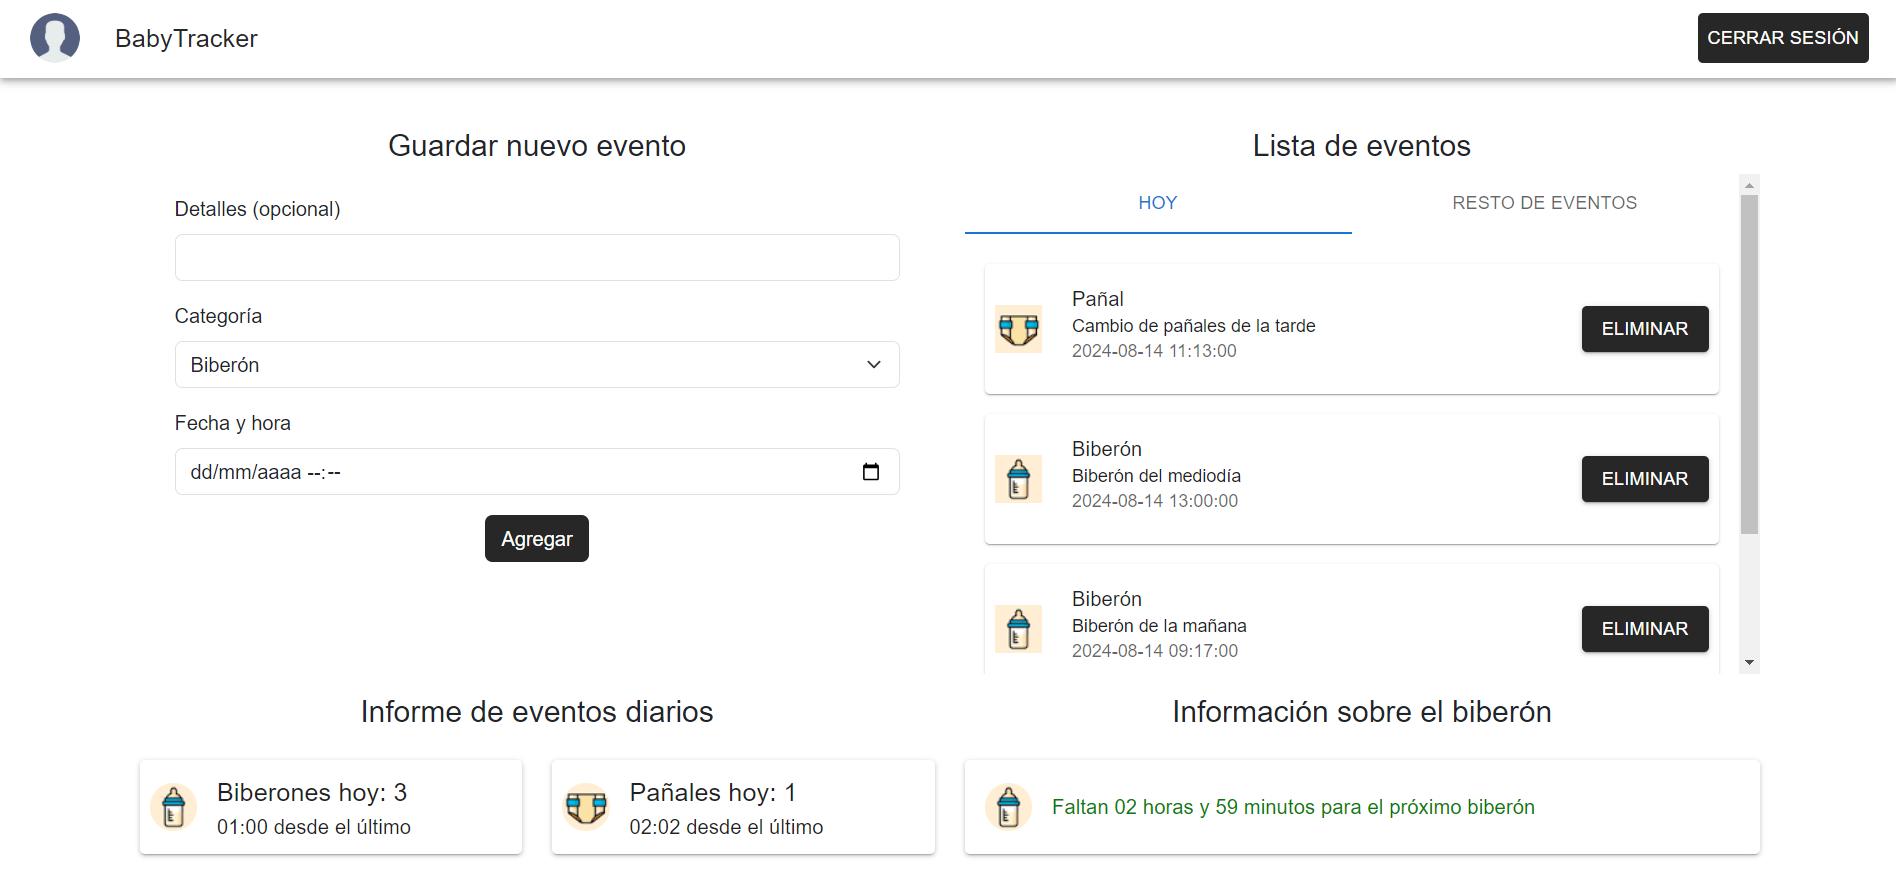 BabyTracker
CERRAR SESIÓN
Guardar nuevo evento
Detalles (opcional)
Categoría
Biberón
Fecha y hora
dd/mm/aaaa --:--
Agregar
Lista de eventos
HOY
RESTO DE EVENTOS
Pañal
Cambio de pañales de la tarde
2024-08-14 11:13:00
ELIMINAR
Biberón
Biberón del mediodía
2024-08-14 13:00:00
ELIMINAR
Biberón
Biberón de la mañana
2024-08-14 09:17:00
ELIMINAR
Informe de eventos diarios
Biberones hoy: 3
01:00 desde el último
Pañales hoy: 1
02:02 desde el último
Información sobre el biberón
Faltan 02 horas y 59 minutos para el próximo biberón